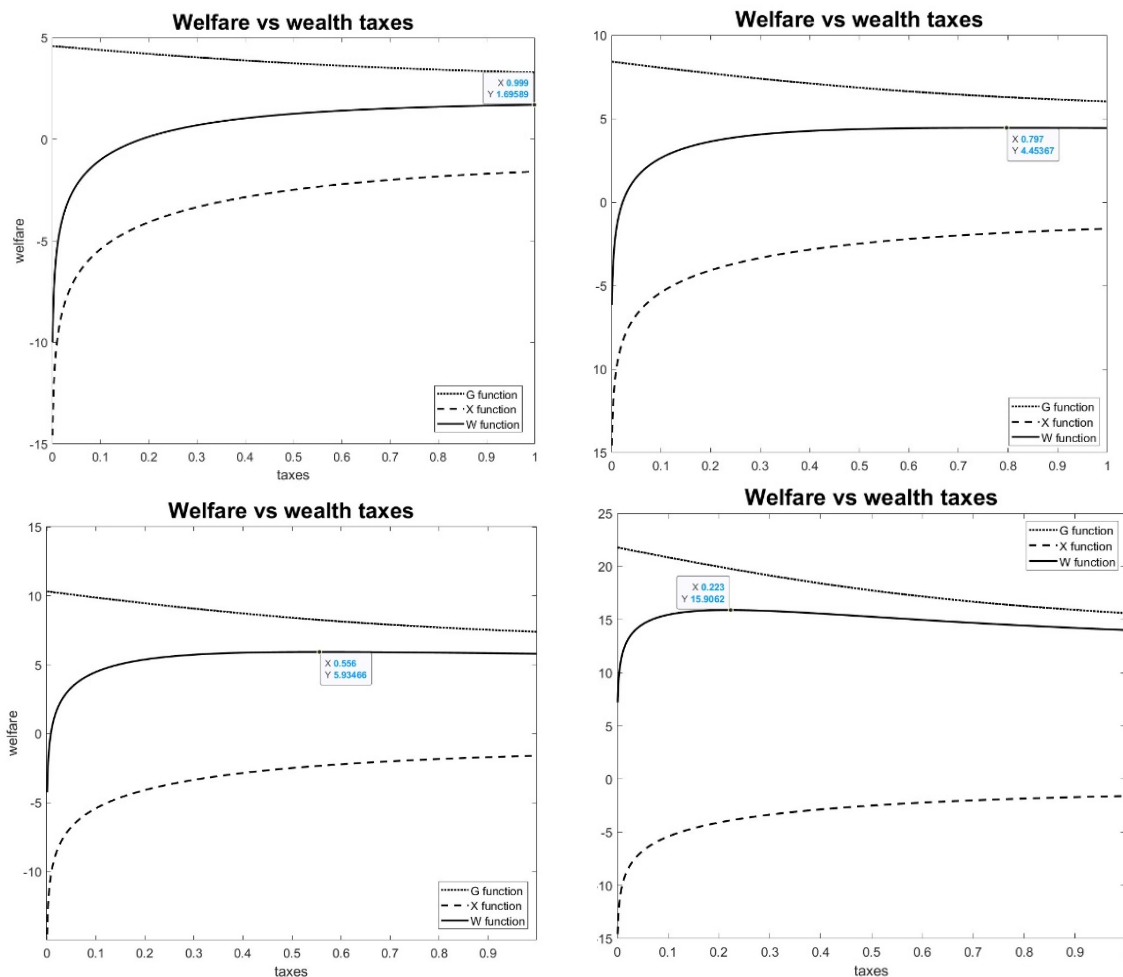 Welfare vs wealth taxes
5
0
-5
-10
-15
welfare
X 0.999
Y 1.69589
G function
X function
W function
0 0.1 0.2 0.3 0.4 0.5 0.6 0.7 0.8 0.9 1
taxes
Welfare vs wealth taxes
10
5
0
-5
10
15
X 0.797
Y 4.45367
G function
X function
W function
0 0.1 0.2 0.3 0.4 0.5 0.6 0.7 0.8 0.9 1
Welfare vs wealth taxes
15
10
5
0
-5
-10
welfare
X 0.556
Y 5.93466
G function
X function
W function
0 0.1 0.2 0.3 0.4 0.5 0.6 0.7 0.8 0.9
taxes
Welfare vs wealth taxes
25
20
15
10
5
0
-5
-10
-15
G function
X function
W function
X 0.223
Y 15.9062
0 0.1 0.2 0.3 0.4 0.5 0.6 0.7 0.8 0.9
taxes